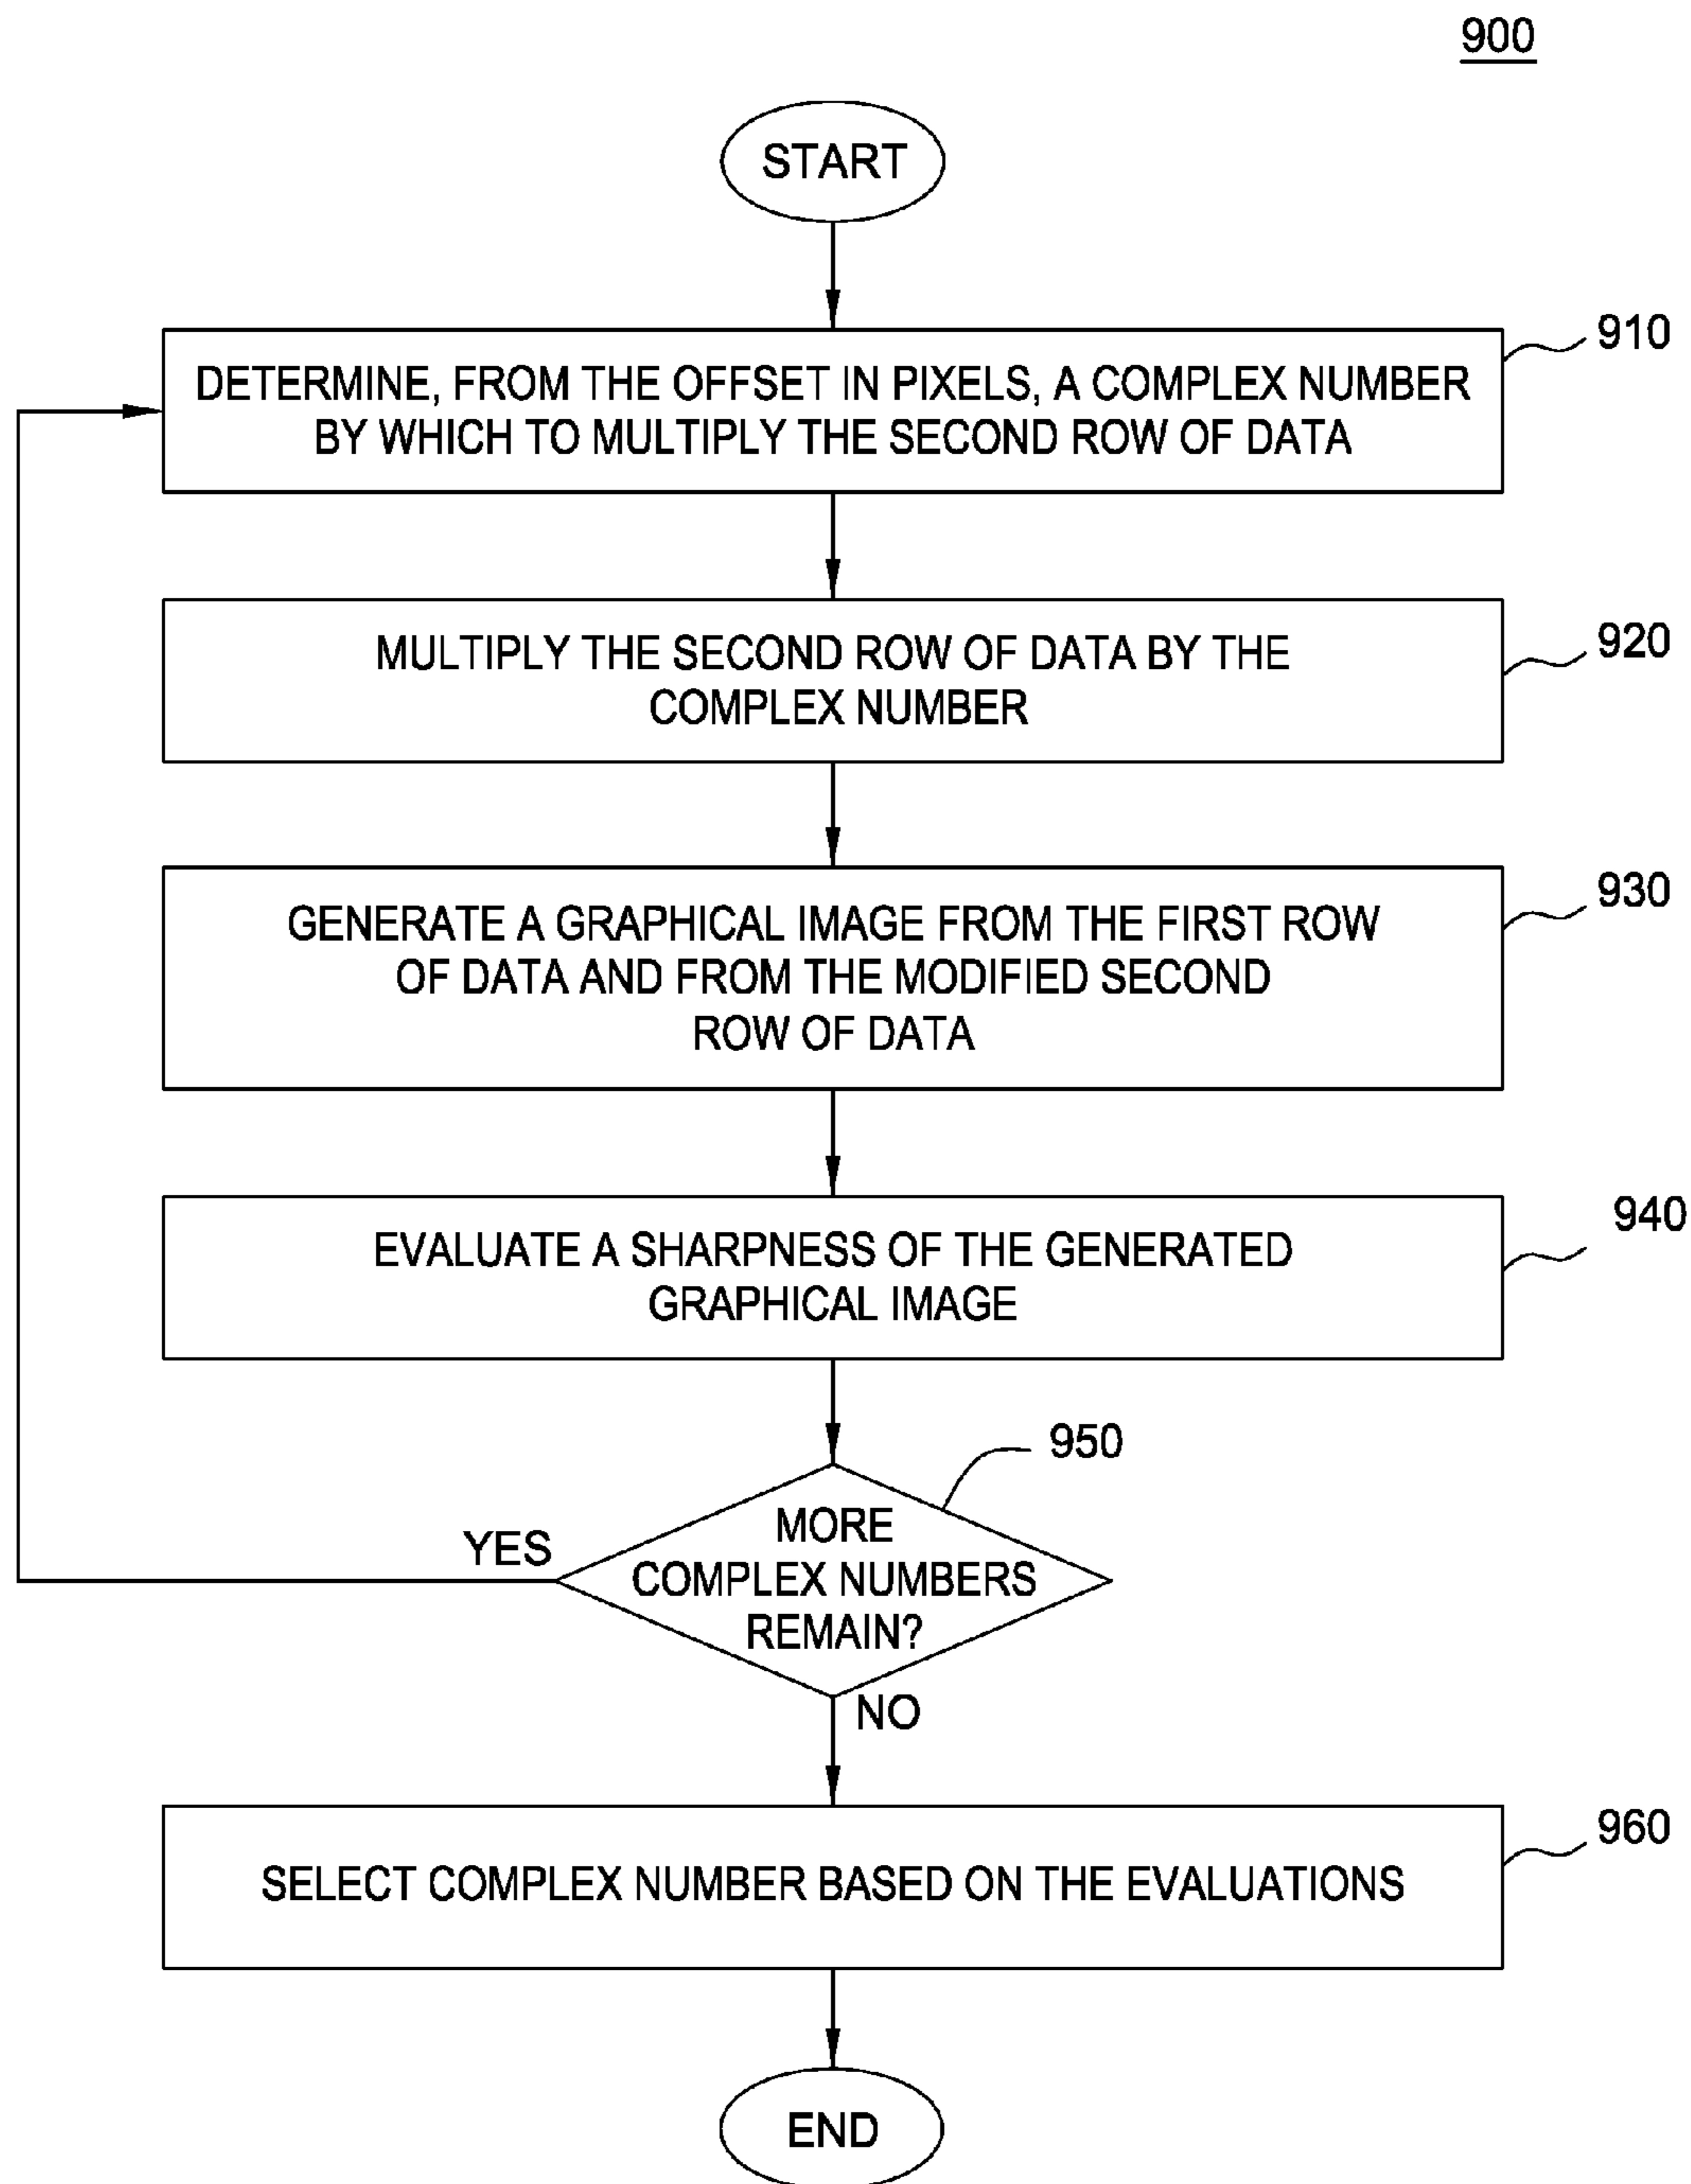 900
START
910
DETERMINE, FROM THE OFFSET IN PIXELS, A COMPLEX NUMBER
BY WHICH TO MULTIPLY THE SECOND ROW OF DATA
920
MULTIPLY THE SECOND ROW OF DATA BY THE
COMPLEX NUMBER
930
GENERATE A GRAPHICAL IMAGE FROM THE FIRST ROW
OF DATA AND FROM THE MODIFIED SECOND
ROW OF DATA
940
EVALUATE A SHARPNESS OF THE GENERATED
GRAPHICAL IMAGE
950
MORE
COMPLEX NUMBERS
REMAIN?
YES
NO
960
SELECT COMPLEX NUMBER BASED ON THE EVALUATIONS
END